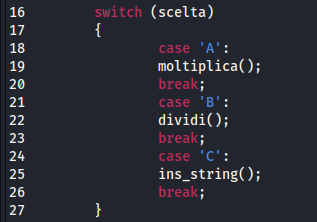 16 switch (scelta)
17 {
18 case 'A':
19 moltiplica();
20 break;
21 case 'B':
22 dividi();
23 break;
24 case 'C':
25 ins_string();
26 break;
27 }